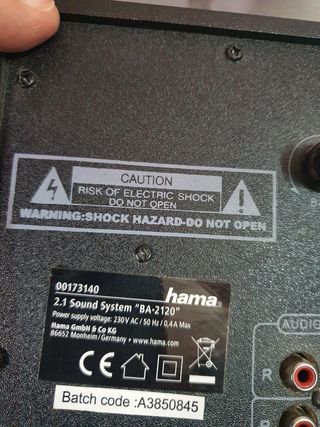 CAUTION
RISK OF ELECTRIC SHOCK
DO NOT OPEN
WARNING:SHOCK HAZARD-DO NOT OPEN
00173140
hama.
2.1 Sound System "BA-2120"
Power supply voltage: 230V AC / 50 Hz / 0,4 A Max
Hama GmbH & Co KG
86652 Monheim/Germany • www.hama.com
CE
Batch code :A3850845
AUDIO
R
R